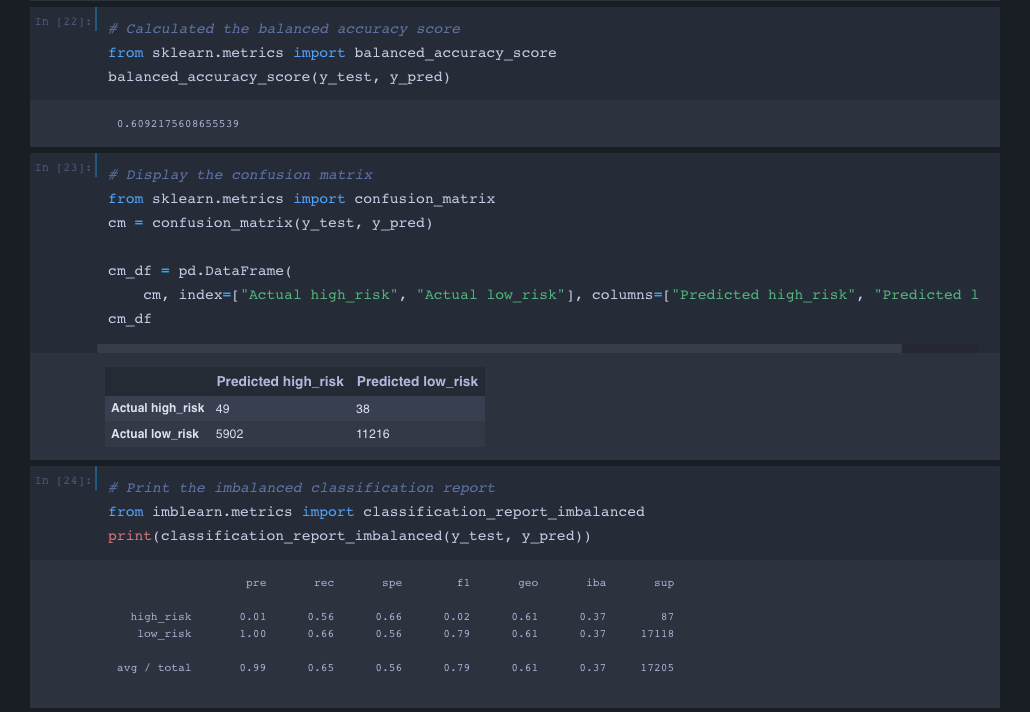 In [22]:
# Calculated the balanced accuracy score
from sklearn.metrics import balanced_accuracy_score
balanced_accuracy_score(y_test, y_pred)
0.6092175608655539
In [23]:
# Display the confusion matrix
from sklearn.metrics import confusion_matrix
cm = confusion_matrix(y_test, y_pred)
cm_df = pd.DataFrame(
cm, index=["Actual high_risk", "Actual low_risk"], columns=["Predicted high_risk", "Predicted l
cm_df
Predicted high_risk Predicted low_risk
Actual high_risk 49 38
Actual low_risk 5902 11216
In [24]:
# Print the imbalanced classification report
from imblearn.metrics import classification_report_imbalanced
print(classification_report_imbalanced(y_test, y_pred))
pre rec spe f1 geo iba sup
high_risk 0.01 0.56 0.66 0.02 0.61 0.37 87
low_risk 1.00 0.66 0.56 0.79 0.61 0.37 17118
avg / total 0.99 0.65 0.56 0.79 0.61 0.37 17205